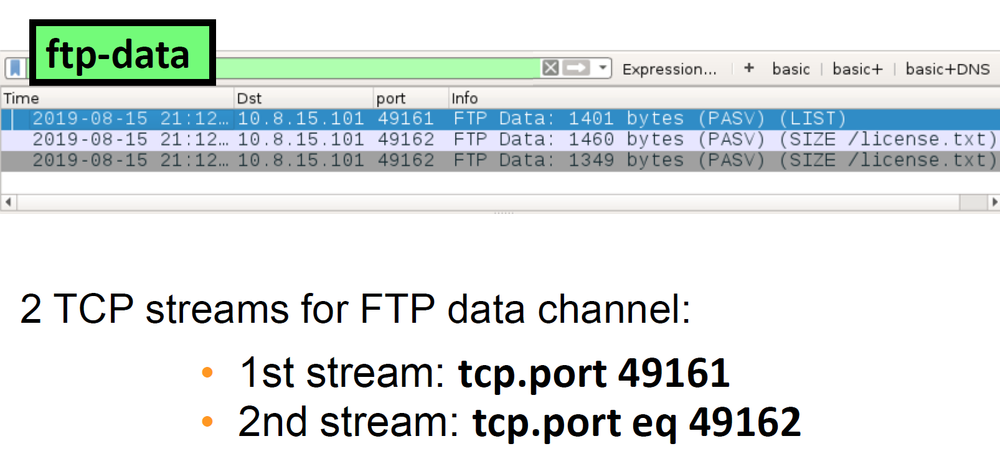 ftp-data
Expression... + basic | basic+ | basic+DNS
Time Dst port Info
2019-08-15 21:12… 10.8.15.101 49161 FTP Data: 1401 bytes (PASV) (LIST)
2019-08-15 21:12… 10.8.15.101 49162 FTP Data: 1460 bytes (PASV) (SIZE /license.txt)
2019-08-15 21:12… 10.8.15.101 49162 FTP Data: 1349 bytes (PASV) (SIZE /license.txt)
2 TCP streams for FTP data channel:
• 1st stream: tcp.port 49161
• 2nd stream: tcp.port eq 49162